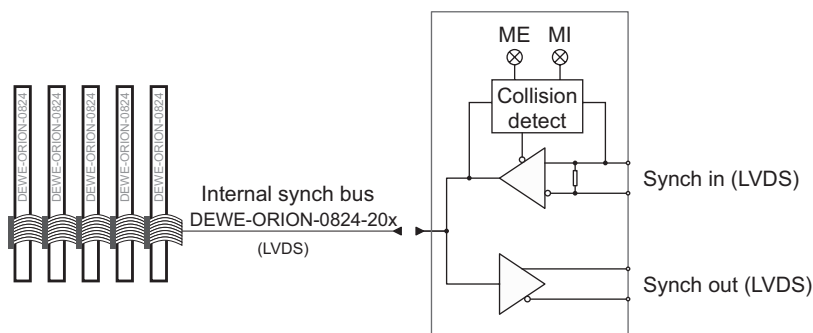 DEWE-ORION-0824
DEWE-ORION-0824
DEWE-ORION-0824
DEWE-ORION-0824
DEWE-ORION-0824
Internal synch bus
DEWE-ORION-0824-20x
(LVDS)
ME MI
Collision
detect
Synch in (LVDS)
Synch out (LVDS)